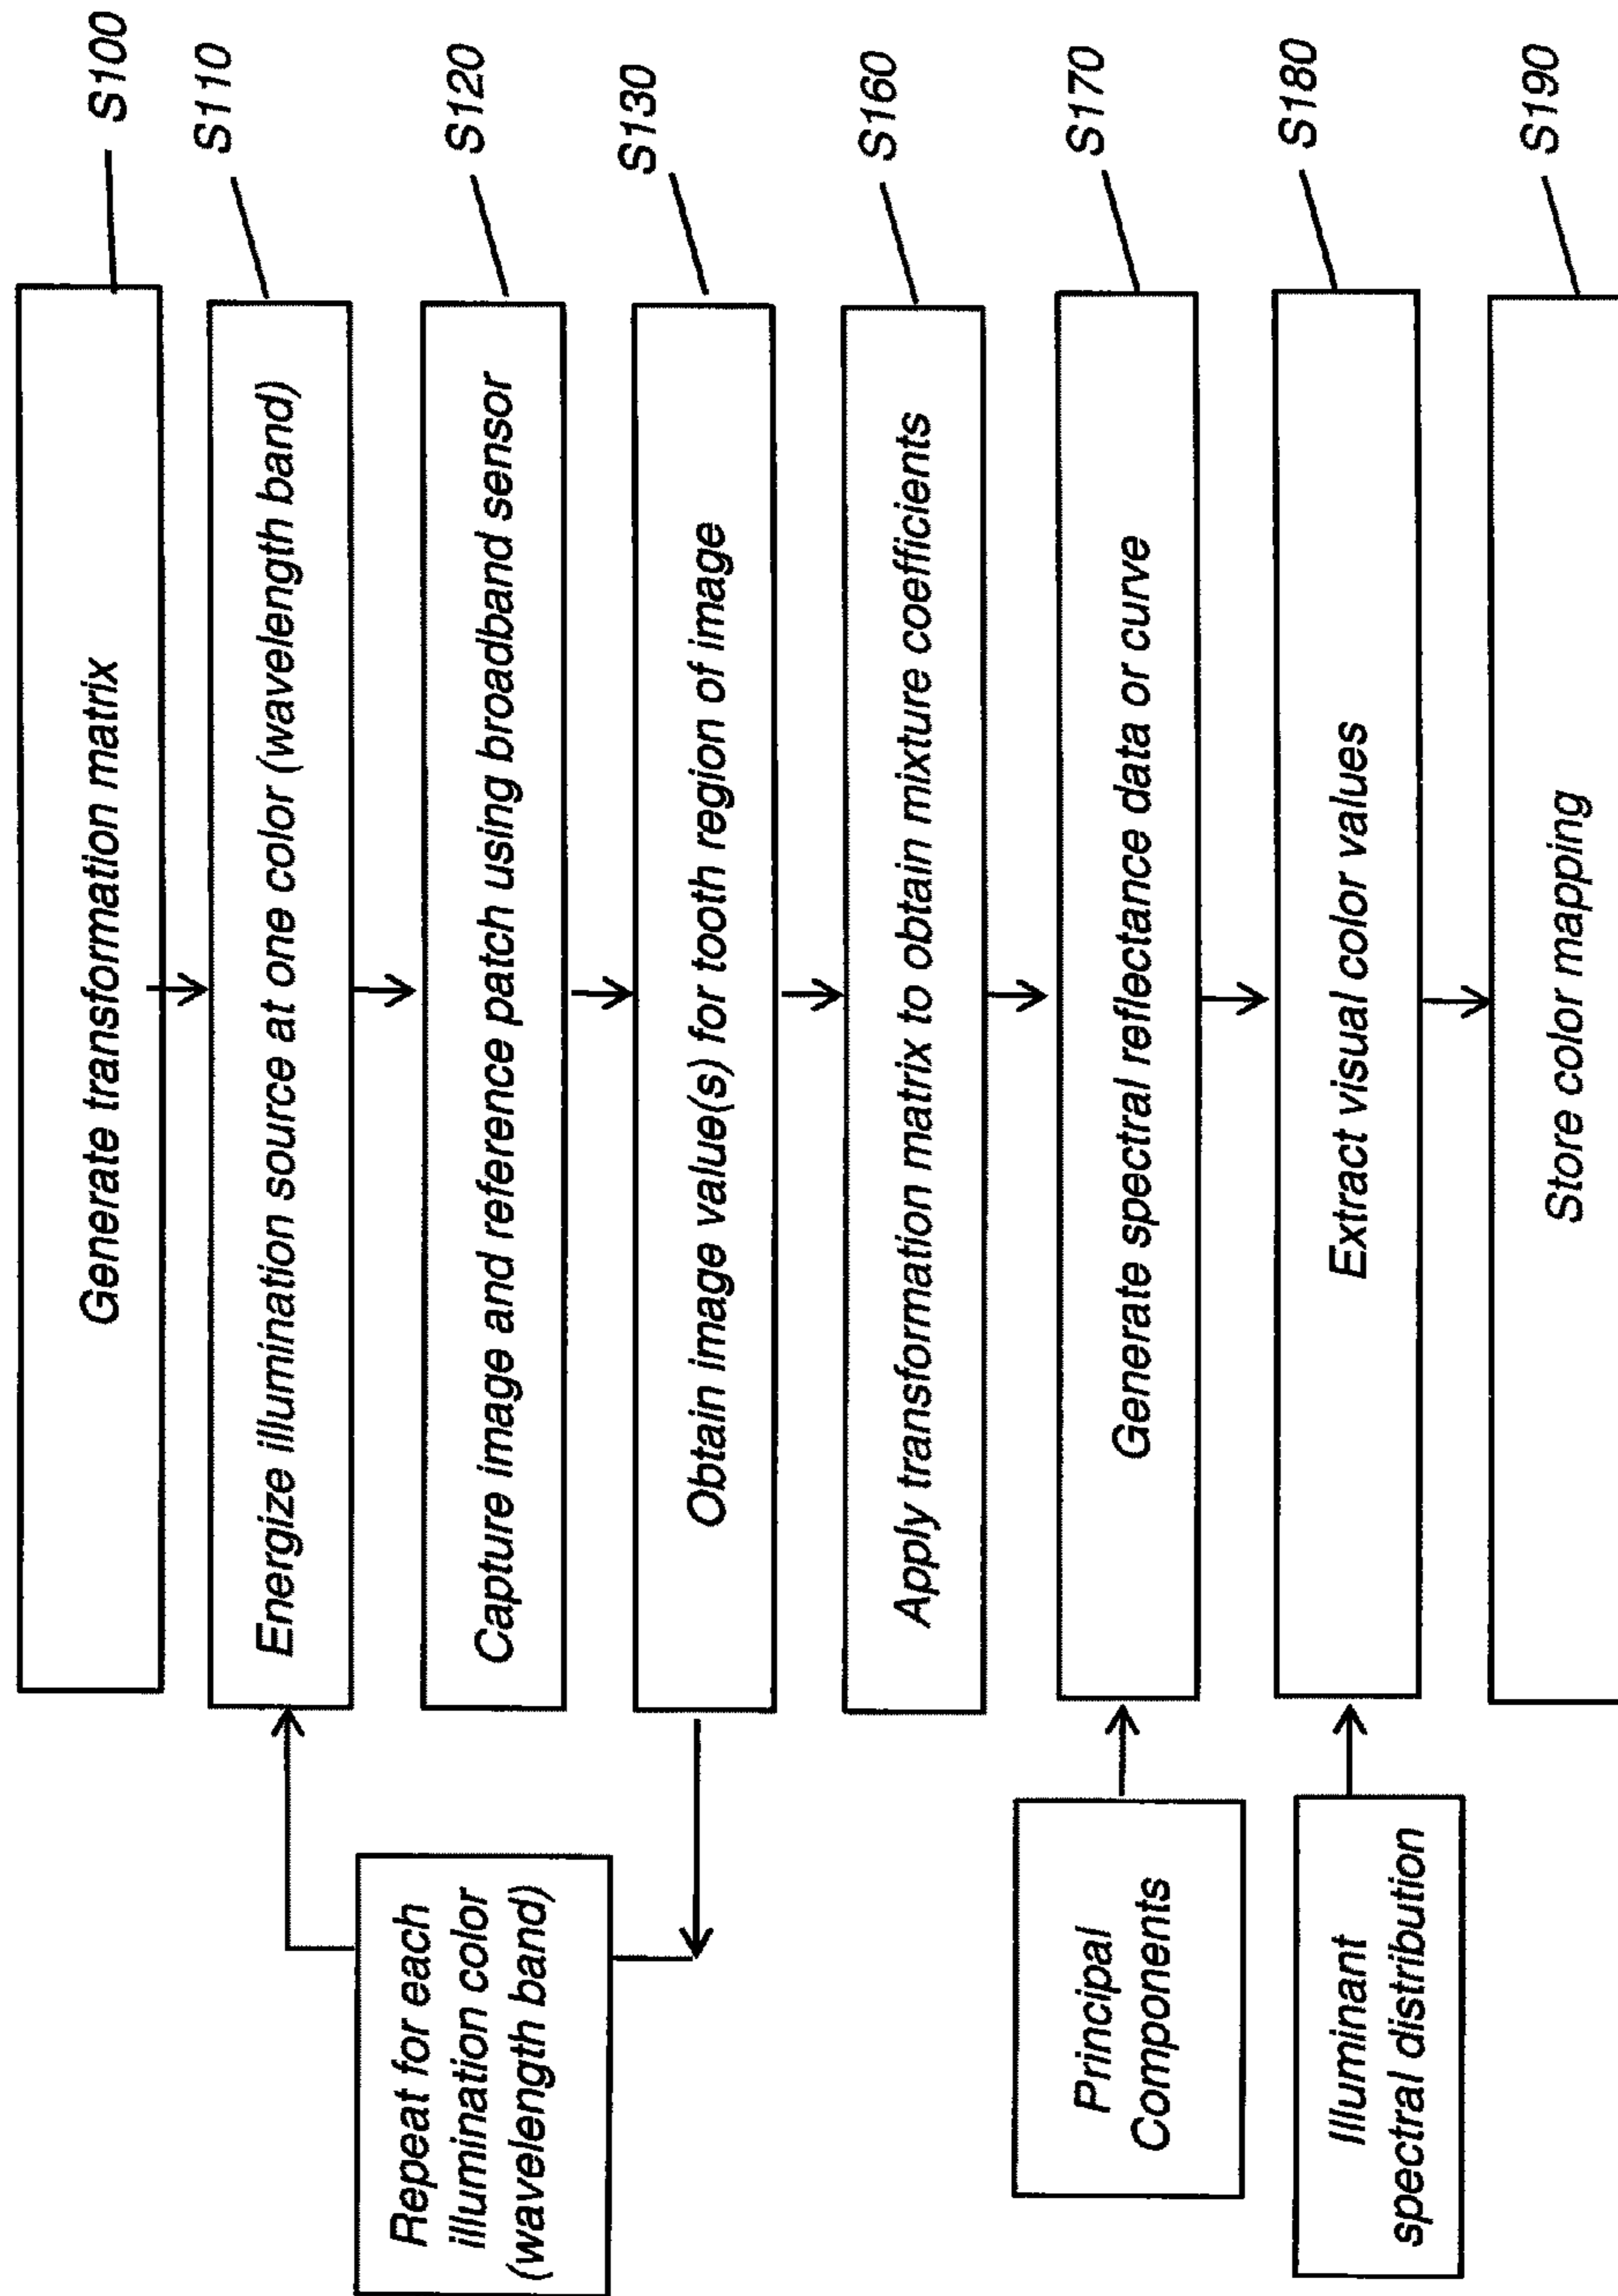 Generate transformation matrix
S100
Energize illumination source at one color (wavelength band)
S110
Capture image and reference patch using broadband sensor
S120
Obtain image value(s) for tooth region of image
S130
Repeat for each
illumination color
(wavelength band)
Apply transformation matrix to obtain mixture coefficients
S160
Principal
Components
Generate spectral reflectance data or curve
S170
Illuminant
spectral distribution
Extract visual color values
S180
Store color mapping
S190